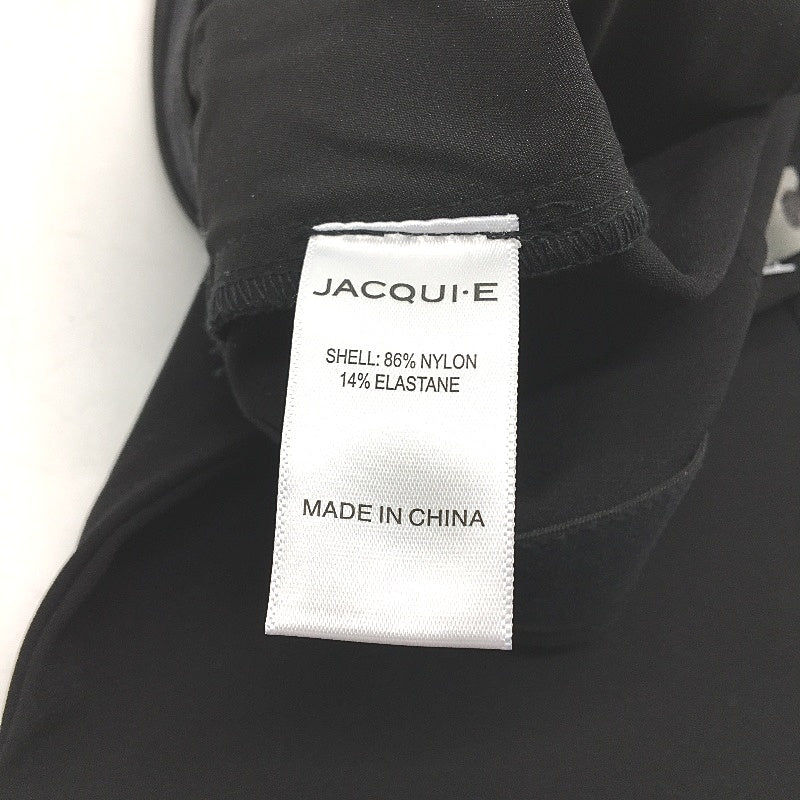 JACQUI·E
SHELL: 86% NYLON
14% ELASTANE
MADE IN CHINA